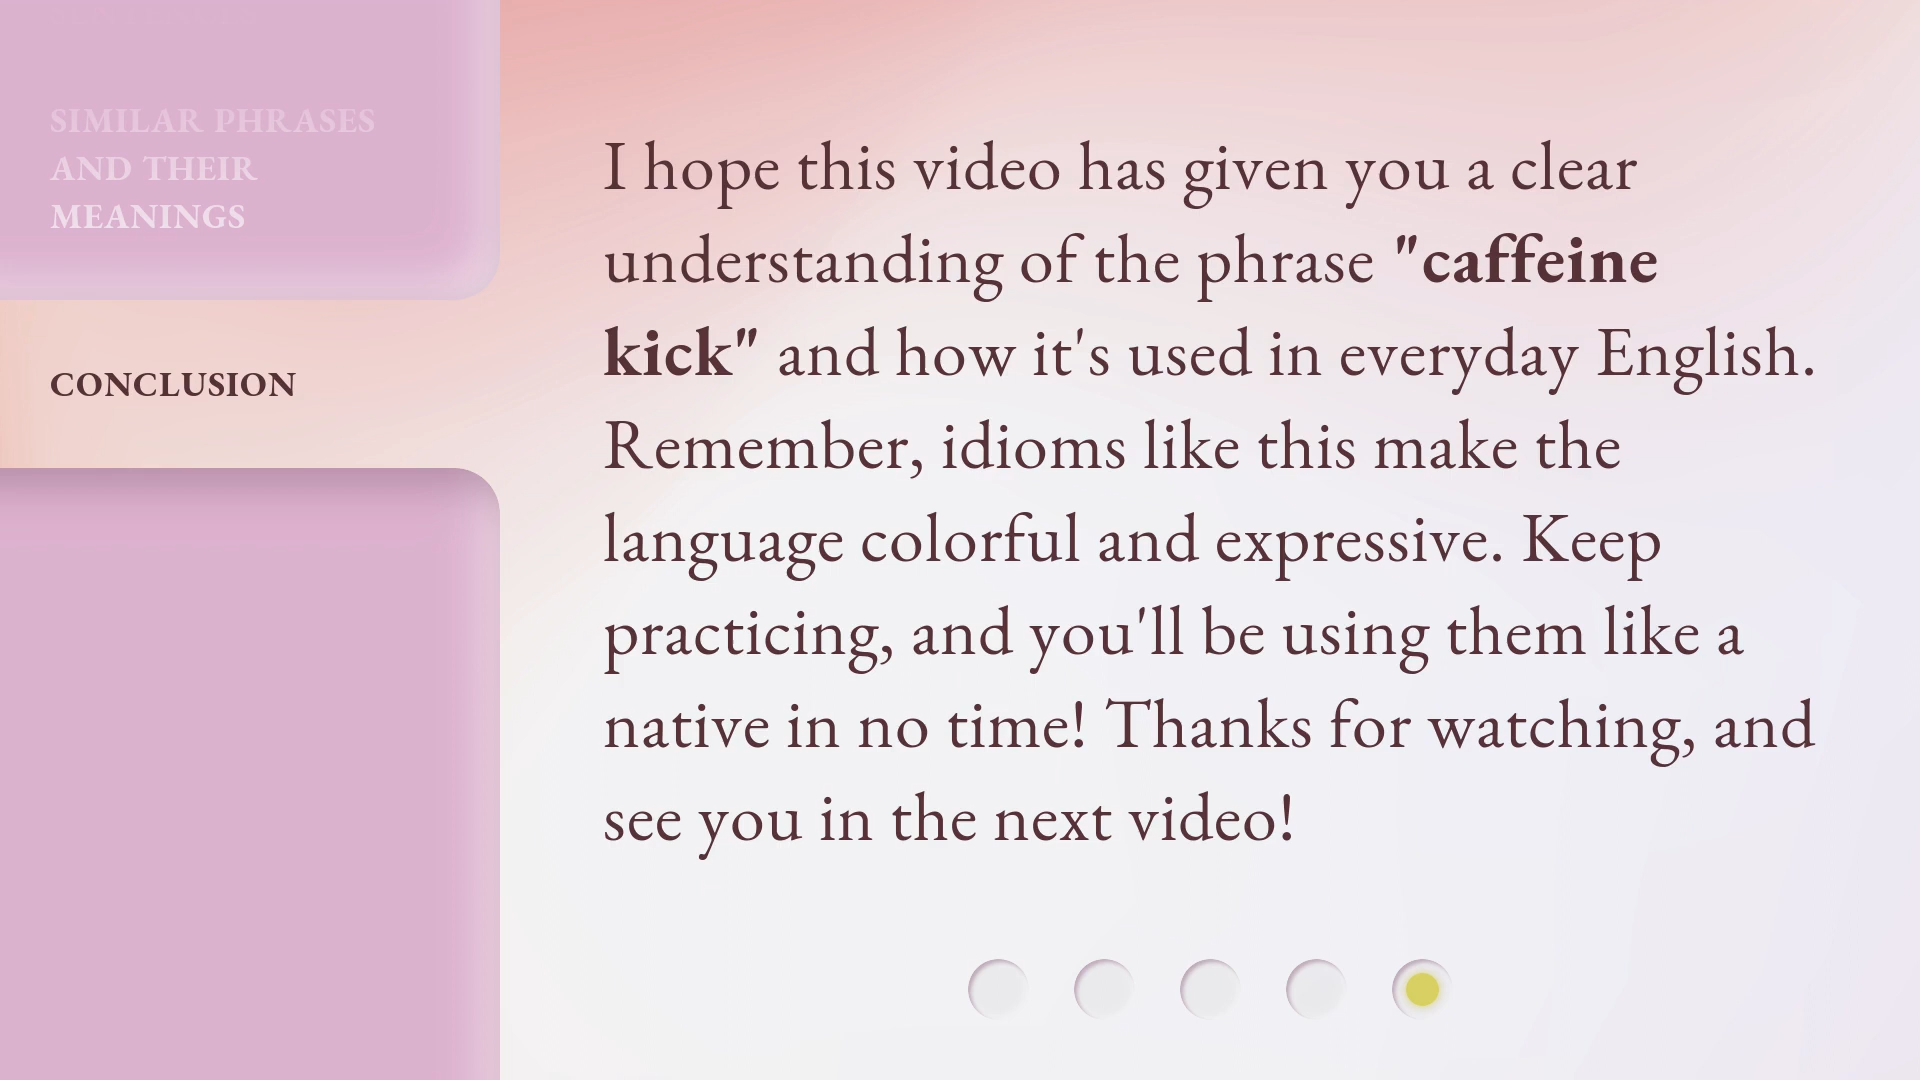 SIMILAR PHRASES
AND THEIR
MEANINGS
CONCLUSION
I hope this video has given you a clear
understanding of the phrase "caffeine
kick" and how it's used in everyday English.
Remember, idioms like this make the
language colorful and expressive. Keep
practicing, and you'll be using them like a
native in no time! Thanks for watching, and
see you in the next video!